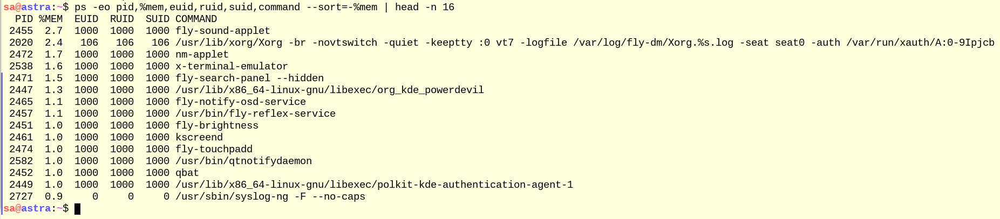 sa@astra:~$ ps -eo pid,%mem,euid,ruid,suid,command --sort=-%mem | head -n 16
  PID %MEM  EUID  RUID  SUID COMMAND
 2455  2.7  1000  1000  1000 fly-sound-applet
 2020  2.4   106   106   106 /usr/lib/xorg/Xorg -br -novtswitch -quiet -keeptty :0 vt7 -logfile /var/log/fly-dm/Xorg.%s.log -seat seat0 -auth /var/run/xauth/A:0-9Ipjcb
 2472  1.7  1000  1000  1000 nm-applet
 2538  1.6  1000  1000  1000 x-terminal-emulator
 2471  1.5  1000  1000  1000 fly-search-panel --hidden
 2447  1.3  1000  1000  1000 /usr/lib/x86_64-linux-gnu/libexec/org_kde_powerdevil
 2465  1.1  1000  1000  1000 fly-notify-osd-service
 2457  1.1  1000  1000  1000 /usr/bin/fly-reflex-service
 2451  1.0  1000  1000  1000 fly-brightness
 2461  1.0  1000  1000  1000 kscreend
 2474  1.0  1000  1000  1000 fly-touchpadd
 2582  1.0  1000  1000  1000 /usr/bin/qtnotifydaemon
 2452  1.0  1000  1000  1000 qbat
 2449  1.0  1000  1000  1000 /usr/lib/x86_64-linux-gnu/libexec/polkit-kde-authentication-agent-1
 2727  0.9     0     0     0 /usr/sbin/syslog-ng -F --no-caps
sa@astra:~$